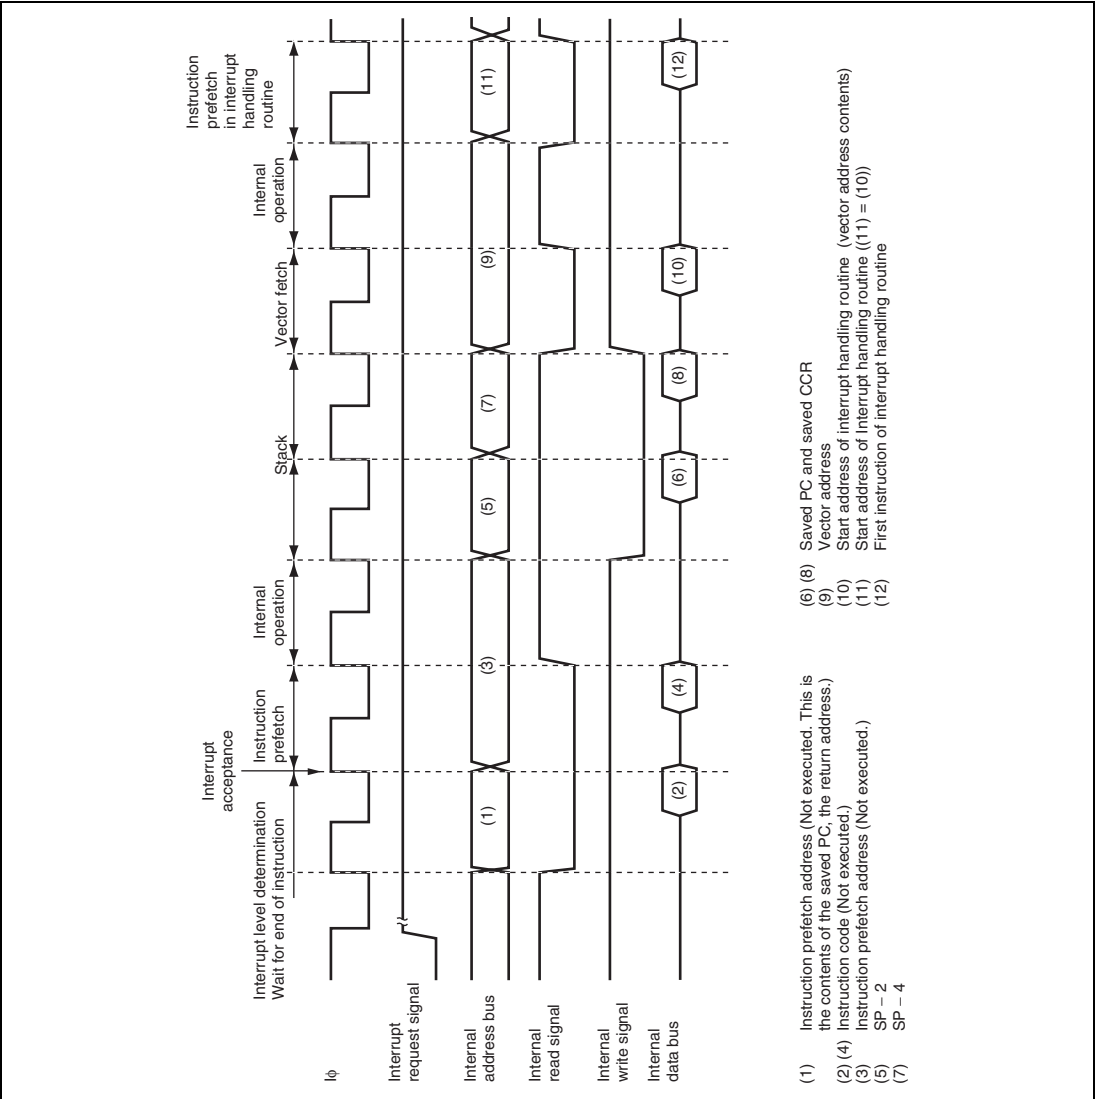 Interrupt level determination
Wait for end of instruction
Interrupt
acceptance
Instruction
prefetch
Internal
operation
Stack
Vector fetch
Internal
operation
Instruction
prefetch
in interrupt
handling
routine
Iϕ
Interrupt
request signal
Internal
address bus
(1)
(3)
(5)
(7)
(9)
(11)
Internal
read signal
Internal
write signal
Internal
data bus
(2)
(4)
(6)
(8)
(10)
(12)
(1) Instruction prefetch address (Not executed. This is
the contents of the saved PC, the return address.)
(2) (4) Instruction code (Not executed.)
(3) Instruction prefetch address (Not executed.)
(5) SP – 2
(7) SP – 4
(6) (8) Saved PC and saved CCR
(9) Vector address
(10) Start address of interrupt handling routine (vector address contents)
(11) Start address of Interrupt handling routine ((11) = (10))
(12) First instruction of interrupt handling routine